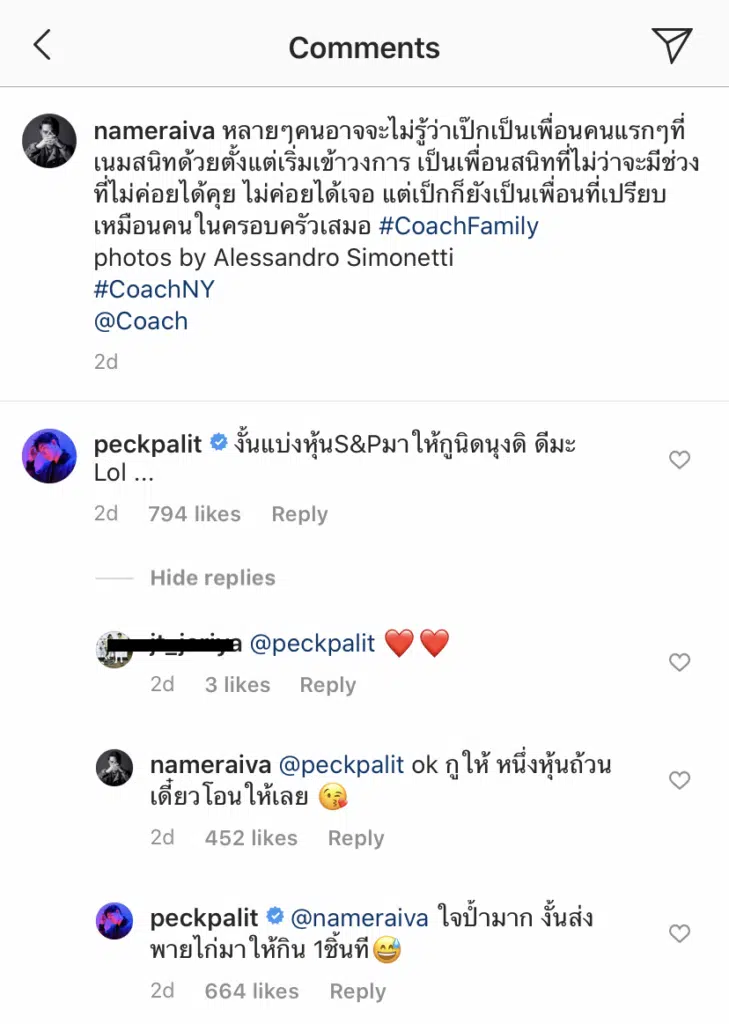 Comments
nameraiva หลายๆคนอาจจะไม่รู้ว่าเป๊กเป็นเพื่อนคนแรกๆที่
เนมสนิทด้วยตั้งแต่เริ่มเข้าวงการ เป็นเพื่อนสนิทที่ไม่ว่าจะมีช่วง
ที่ไม่ค่อยได้คุย ไม่ค่อยได้เจอ แต่เป็กก็ยังเป็นเพื่อนที่เปรียบ
เหมือนคนในครอบครัวเสมอ #CoachFamily
photos by Alessandro Simonetti
#CoachNY
@Coach
2d
peckpalit งั้นแบ่งหุ้นS&Pมาให้กูนิดนุงดิ ดีมะ
Lol ...
2d 794 likes Reply
Hide replies
@peckpalit ❤️ ❤️
2d 3 likes Reply
nameraiva @peckpalit ok กูให้ หนึ่งหุ้นถ้วน
เดี๋ยวโอนให้เลย 😘
2d 452 likes Reply
peckpalit @nameraiva ใจป้ำมาก งั้นส่ง
พายไก่มาให้กิน 1ชิ้นที😅
2d 664 likes Reply